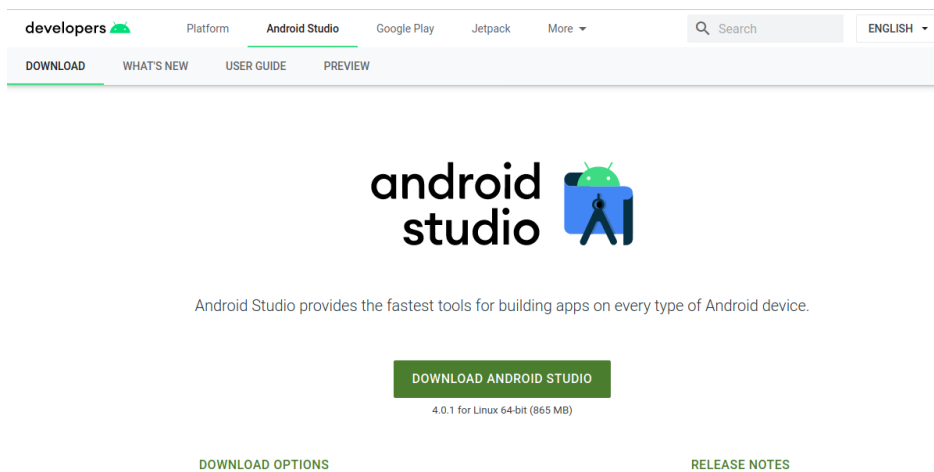 developers Platform Android Studio Google Play Jetpack More Search ENGLISH
DOWNLOAD WHAT'S NEW USER GUIDE PREVIEW
android
studio
Android Studio provides the fastest tools for building apps on every type of Android device.
DOWNLOAD ANDROID STUDIO
4.0.1 for Linux 64-bit (865 MB)
DOWNLOAD OPTIONS RELEASE NOTES